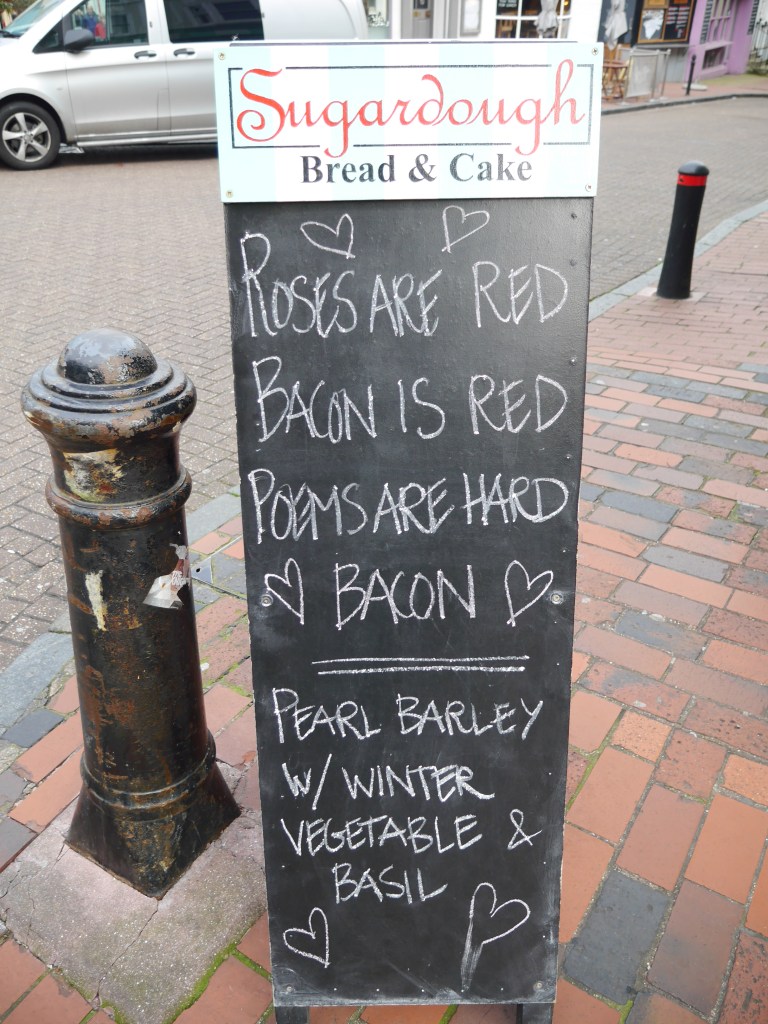 Sugardough
Bread & Cake
ROSES ARE RED
BACON IS RED
POEMS ARE HARD
BACON
PEARL BARLEY
W/ WINTER
VEGETABLE &
BASIL